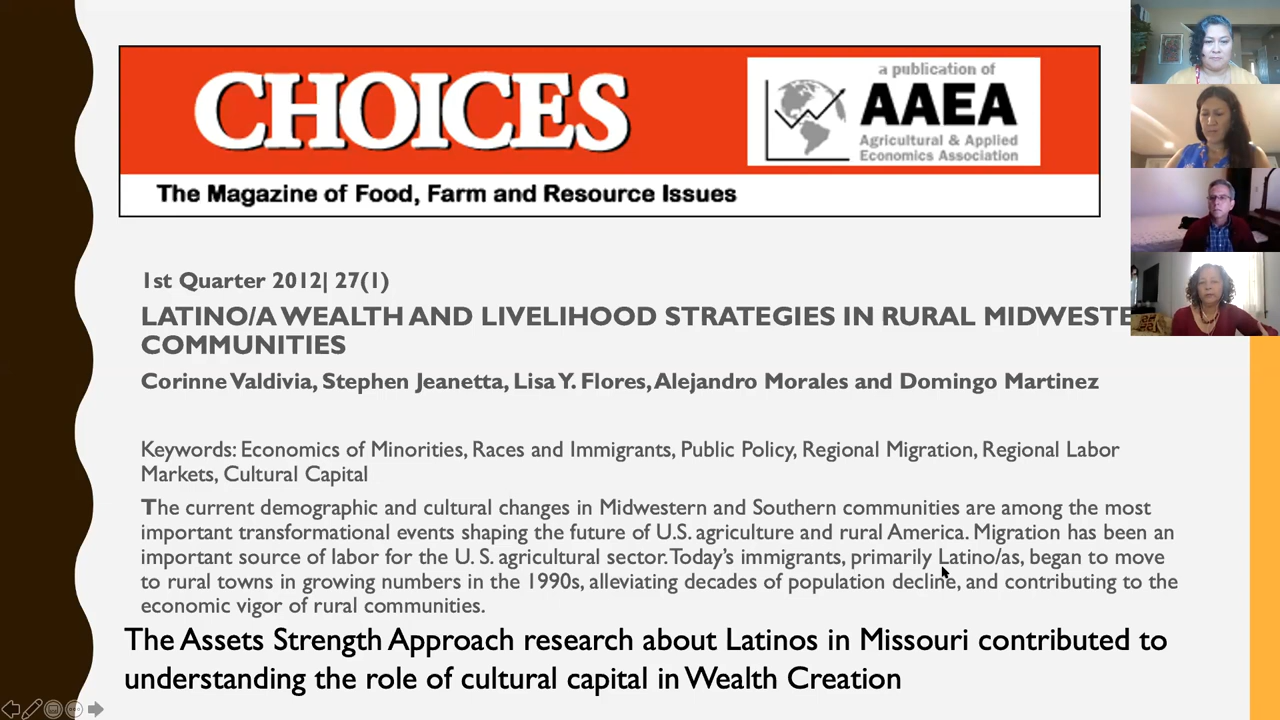 CHOICES
a publication of
AAEA
Agricultural & Applied
Economics Association
The Magazine of Food, Farm and Resource Issues
1st Quarter 2012| 27(1)
LATINO/A WEALTH AND LIVELIHOOD STRATEGIES IN RURAL MIDWESTE
COMMUNITIES
Corinne Valdivia, Stephen Jeanetta, Lisa Y. Flores, Alejandro Morales and Domingo Martinez
Keywords: Economics of Minorities, Races and Immigrants, Public Policy, Regional Migration, Regional Labor
Markets, Cultural Capital
The current demographic and cultural changes in Midwestern and Southern communities are among the most
important transformational events shaping the future of U.S. agriculture and rural America. Migration has been an
important source of labor for the U. S. agricultural sector. Today's immigrants, primarily Latino/as, began to move
to rural towns in growing numbers in the 1990s, alleviating decades of population decline, and contributing to the
economic vigor of rural communities.
The Assets Strength Approach research about Latinos in Missouri contributed to
understanding the role of cultural capital in Wealth Creation